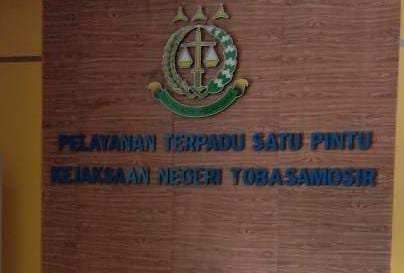 PELAYANAN TERPADU SATU PINTU
KEJAKSAAN NEGERI TOBASAMOSIR